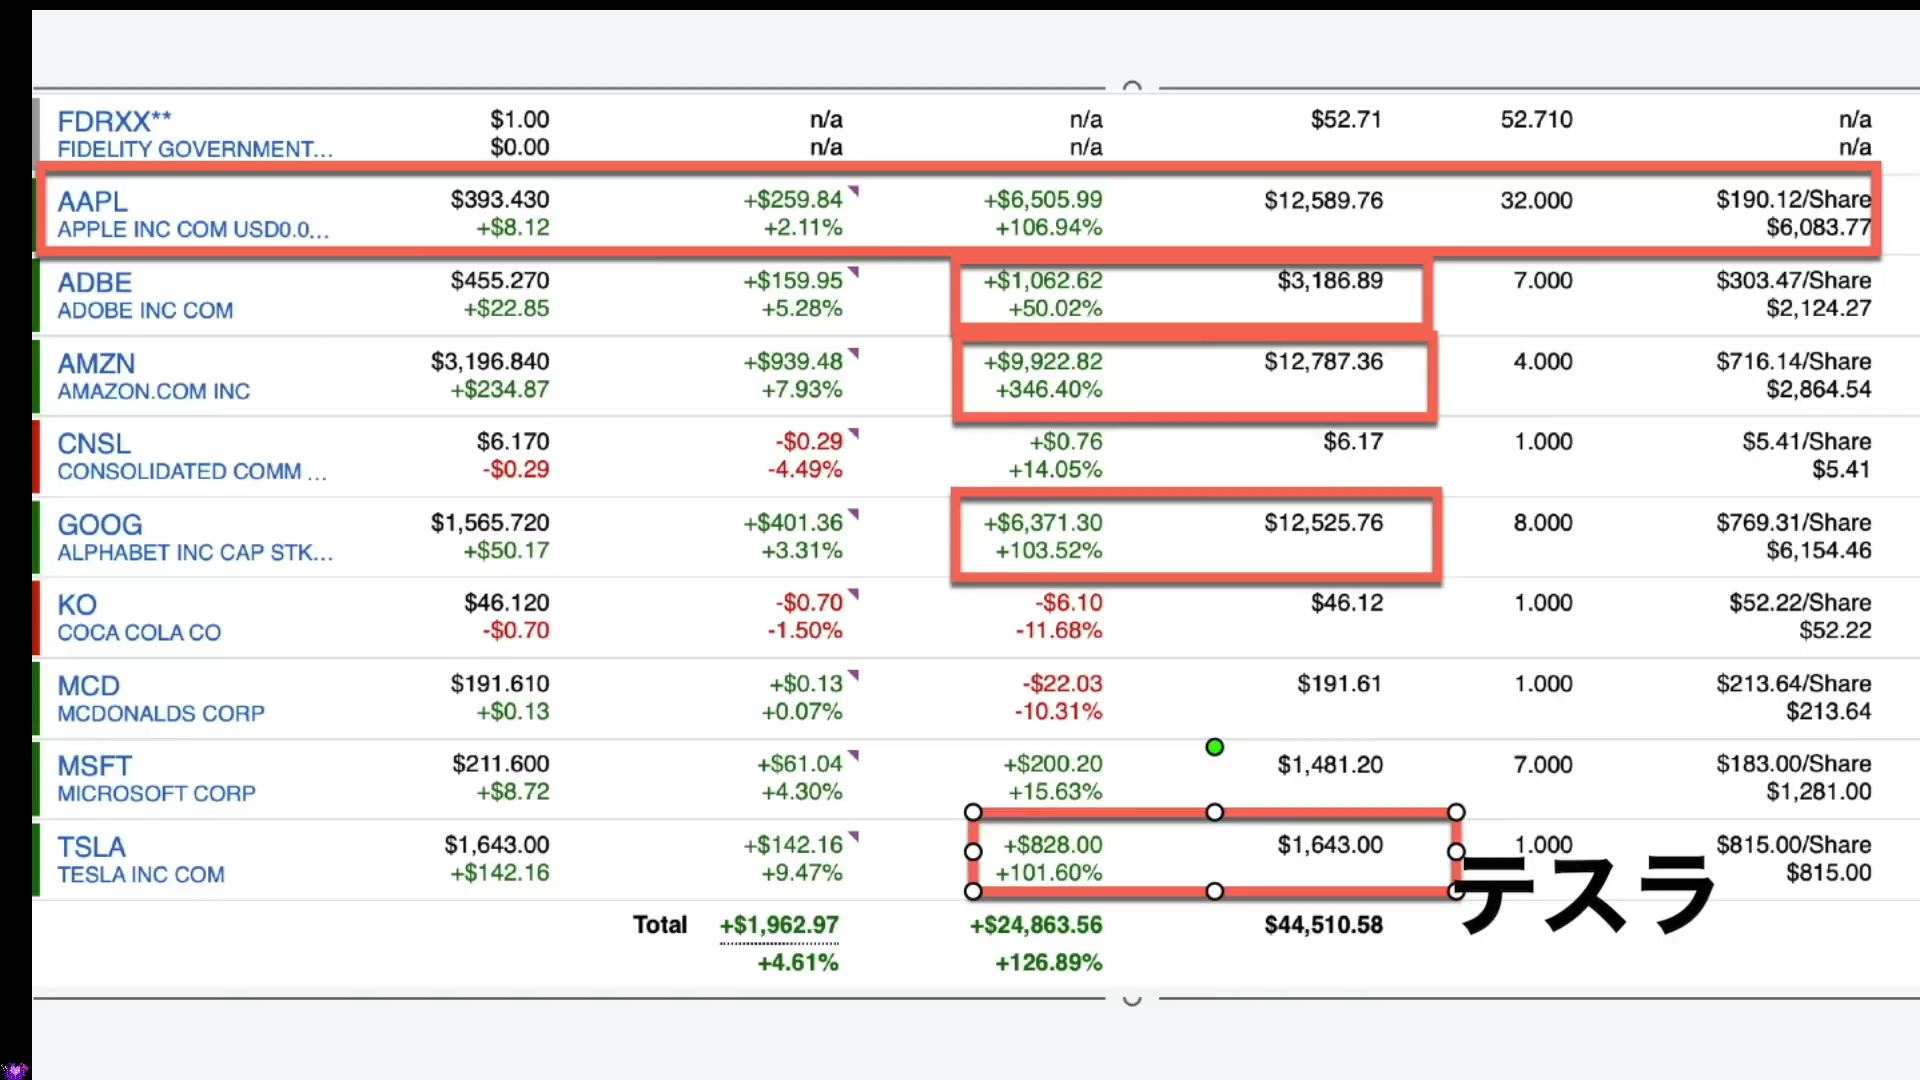 FDRXX** $1.00 n/a n/a $52.71 52.710 n/a
FIDELITY GOVERNMENT... $0.00 n/a n/a n/a
AAPL $393.430 +$259.84 +$6,505.99 $12,589.76 32.000 $190.12/Share
APPLE INC COM USD0.0... +$8.12 +2.11% +106.94% $6,083.77
ADBE $455.270 +$159.95 +$1,062.62 $3,186.89 7.000 $303.47/Share
ADOBE INC COM +$22.85 +5.28% +50.02% $2,124.27
AMZN $3,196.840 +$939.48 +$9,922.82 $12,787.36 4.000 $716.14/Share
AMAZON.COM INC +$234.87 +7.93% +346.40% $2,864.54
CNSL $6.170 -$0.29 +$0.76 $6.17 1.000 $5.41/Share
CONSOLIDATED COMM ... -$0.29 -4.49% +14.05% $5.41
GOOG $1,565.720 +$401.36 +$6,371.30 $12,525.76 8.000 $769.31/Share
ALPHABET INC CAP STK... +$50.17 +3.31% +103.52% $6,154.46
KO $46.120 -$0.70 -$6.10 $46.12 1.000 $52.22/Share
COCA COLA CO -$0.70 -1.50% -11.68% $52.22
MCD $191.610 +$0.13 -$22.03 $191.61 1.000 $213.64/Share
MCDONALDS CORP +$0.13 +0.07% -10.31% $213.64
MSFT $211.600 +$61.04 +$200.20 $1,481.20 7.000 $183.00/Share
MICROSOFT CORP +$8.72 +4.30% +15.63% $1,281.00
TSLA $1,643.00 +$142.16 +$828.00 $1,643.00 1.000 $815.00/Share
TESLA INC COM +$142.16 +9.47% +101.60% $815.00
テスラ
Total +$1,962.97 +$24,863.56 $44,510.58
+4.61% +126.89%